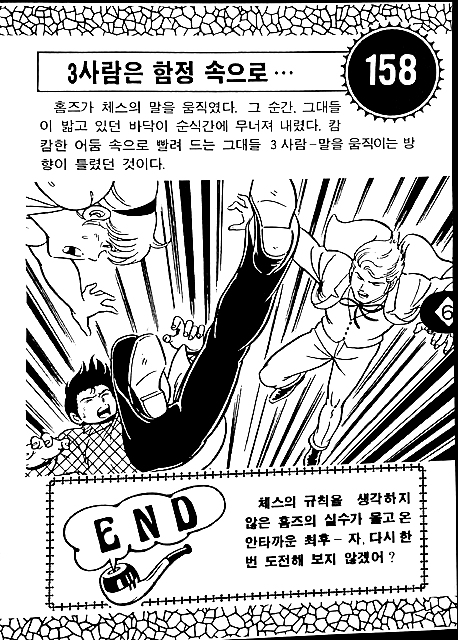 3사람은 함정 속으로…
158
홈즈가 체스의 말을 움직였다. 그 순간, 그대들
이 밟고 있던 바닥이 순식간에 무너져 내렸다. 캄
캄한 어둠 속으로 빨려 드는 그대들 3사람-말을 움직이는 방
향이 틀렸던 것이다.
6
END
체스의 규칙을 생각하지
않은 홈즈의 실수가 몰고 온
안타까운 최후- 자, 다시 한
번 도전해 보지 않겠어?